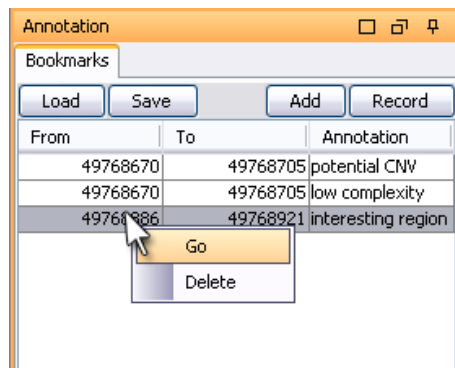 Annotation
Bookmarks
Load Save Add Record
From To Annotation
49768670 49768705 potential CNV
49768670 49768705 low complexity
49768886 49768921 interesting region
Go
Delete